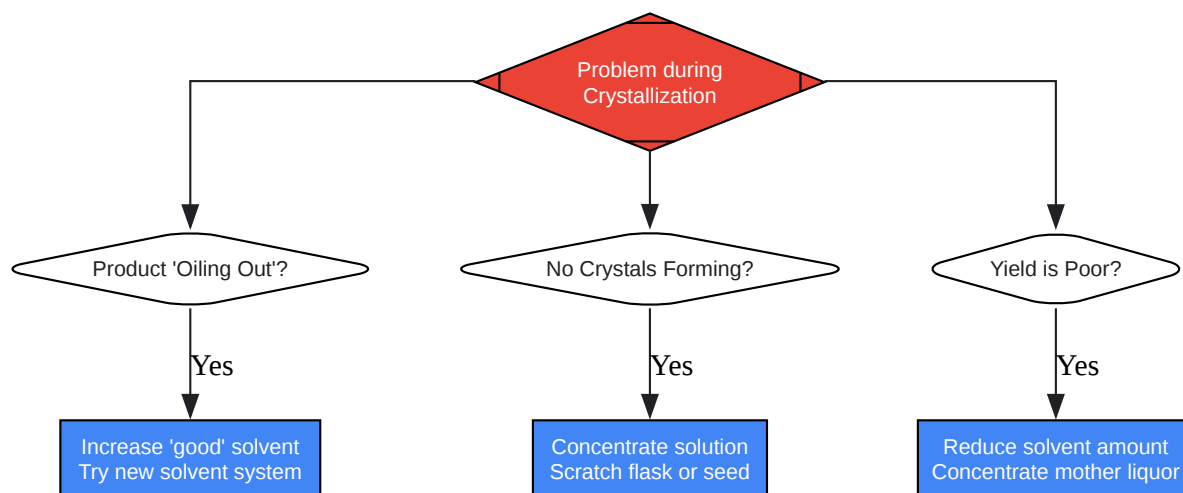 Problem during
Crystallization
Product 'Oiling Out'?
No Crystals Forming?
Yield is Poor?
Yes
Yes
Yes
Increase 'good' solvent
Try new solvent system
Concentrate solution
Scratch flask or seed
Reduce solvent amount
Concentrate mother liquor